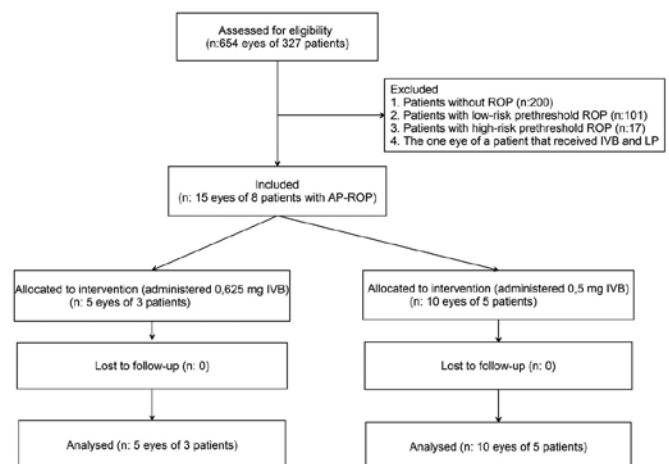 Assessed for eligibility
(n:654 eyes of 327 patients)
Excluded
1. Patients without ROP (n:200)
2. Patients with low-risk prethreshold ROP (n:101)
3. Patients with high-risk prethreshold ROP (n:17)
4. The one eye of a patient that received IVB and LP
Included
(n: 15 eyes of 8 patients with AP-ROP)
Allocated to intervention (administered 0,625 mg IVB)
(n: 5 eyes of 3 patients)
Allocated to intervention (administered 0,5 mg IVB)
(n: 10 eyes of 5 patients)
Lost to follow-up (n: 0)
Lost to follow-up (n: 0)
Analysed (n: 5 eyes of 3 patients)
Analysed (n: 10 eyes of 5 patients)